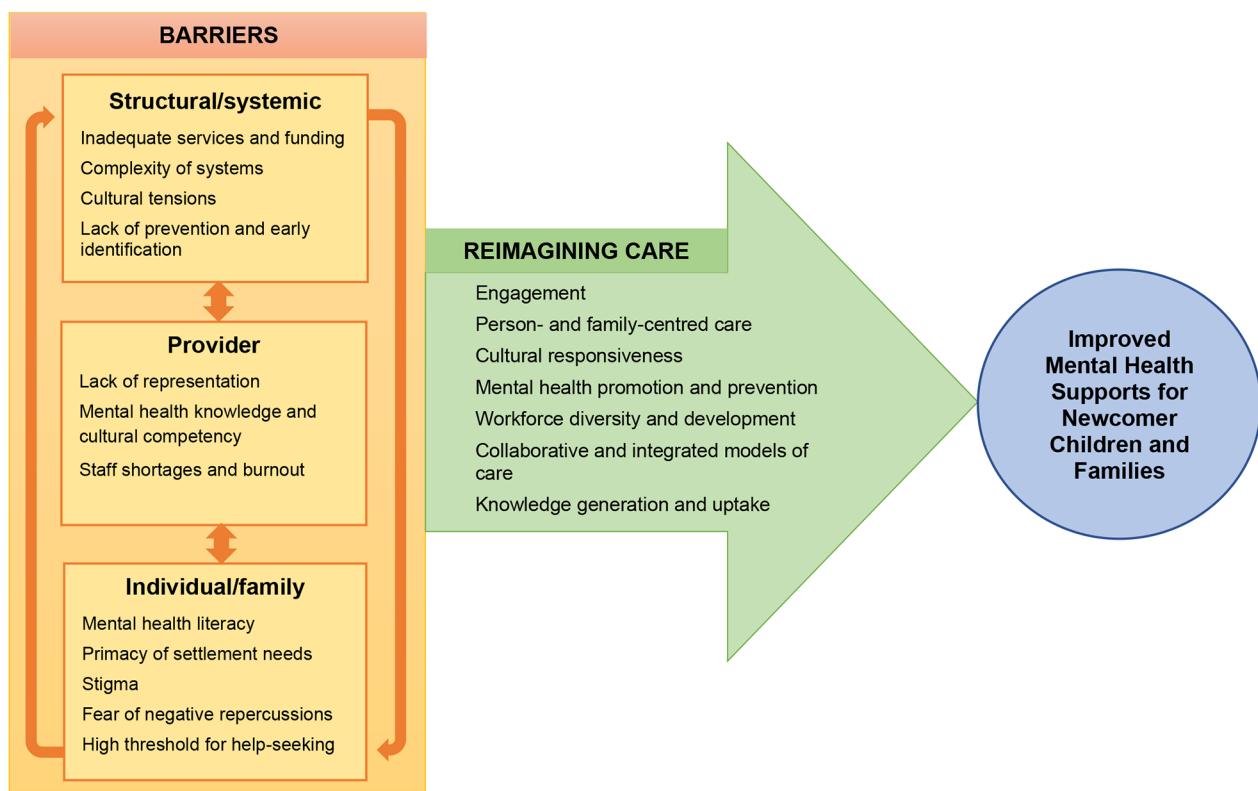 BARRIERS
Structural/systemic
Inadequate services and funding
Complexity of systems
Cultural tensions
Lack of prevention and early
identification
Provider
Lack of representation
Mental health knowledge and
cultural competency
Staff shortages and burnout
Individual/family
Mental health literacy
Primacy of settlement needs
Stigma
Fear of negative repercussions
High threshold for help-seeking
REIMAGINING CARE
Engagement
Person- and family-centred care
Cultural responsiveness
Mental health promotion and prevention
Workforce diversity and development
Collaborative and integrated models of
care
Knowledge generation and uptake
Improved
Mental Health
Supports for
Newcomer
Children and
Families